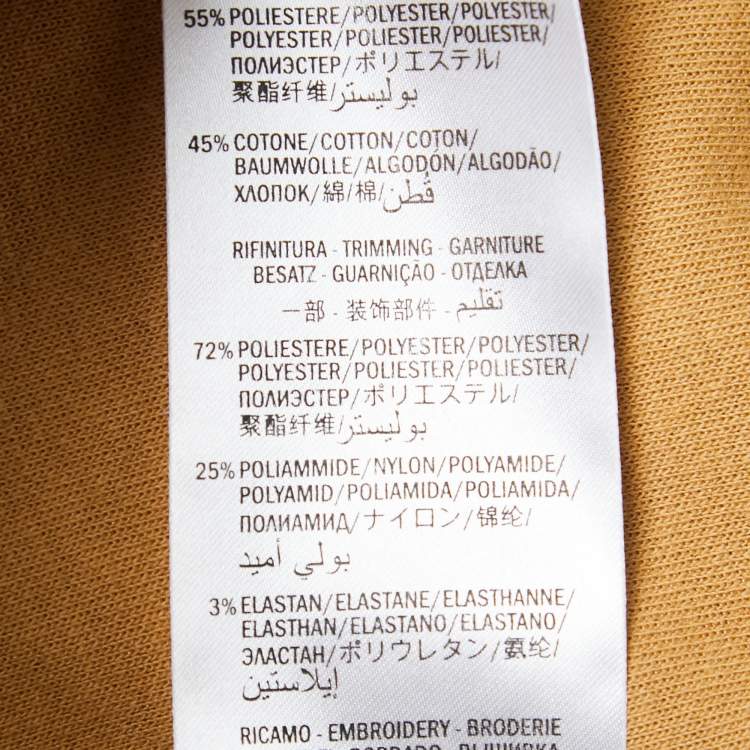 55% POLIESTERE/POLYESTER/POLYESTER/
POLYESTER/POLIESTER/POLIESTER/
ПОЛИЭСТЕР/ポリエステル/
聚酯纤维/بوليستر
45% COTONE/COTTON/COTON/
BAUMWOLLE/ALGODÓN/ALGODÃO/
ХЛОПОК/綿/棉/قُطن
RIFINITURA - TRIMMING - GARNITURE
BESATZ - GUARNIÇÃO - ОТДЕЛКА
一部 - 装饰部件 - تقليم
72% POLIESTERE/POLYESTER/POLYESTER/
POLYESTER/POLIESTER/POLIESTER/
ПОЛИЭСТЕР/ポリエステル/
聚酯纤维/بوليستر
25% POLIAMMIDE/NYLON/POLYAMIDE/
POLYAMID/POLIAMIDA/POLIAMIDA/
ПОЛИАМИД/ナイロン/锦纶/
بولي أميد
3% ELASTAN/ELASTANE/ELASTHANNE/
ELASTHAN/ELASTANO/ELASTANO/
ЭЛАСТАН/ポリウレタン/氨纶/
إيلاستين
RICAMO - EMBROIDERY - BRODERIE